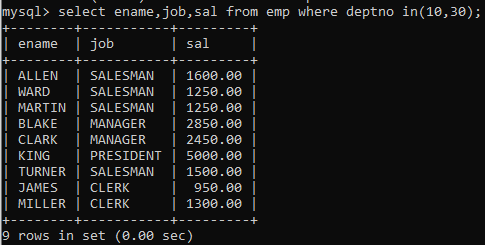 mysql> select ename,job,sal from emp where deptno in(10,30);
+--------+-----------+---------+
| ename  | job       | sal     |
+--------+-----------+---------+
| ALLEN  | SALESMAN  | 1600.00 |
| WARD   | SALESMAN  | 1250.00 |
| MARTIN | SALESMAN  | 1250.00 |
| BLAKE  | MANAGER   | 2850.00 |
| CLARK  | MANAGER   | 2450.00 |
| KING   | PRESIDENT | 5000.00 |
| TURNER | SALESMAN  | 1500.00 |
| JAMES  | CLERK     |  950.00 |
| MILLER | CLERK     | 1300.00 |
+--------+-----------+---------+
9 rows in set (0.00 sec)